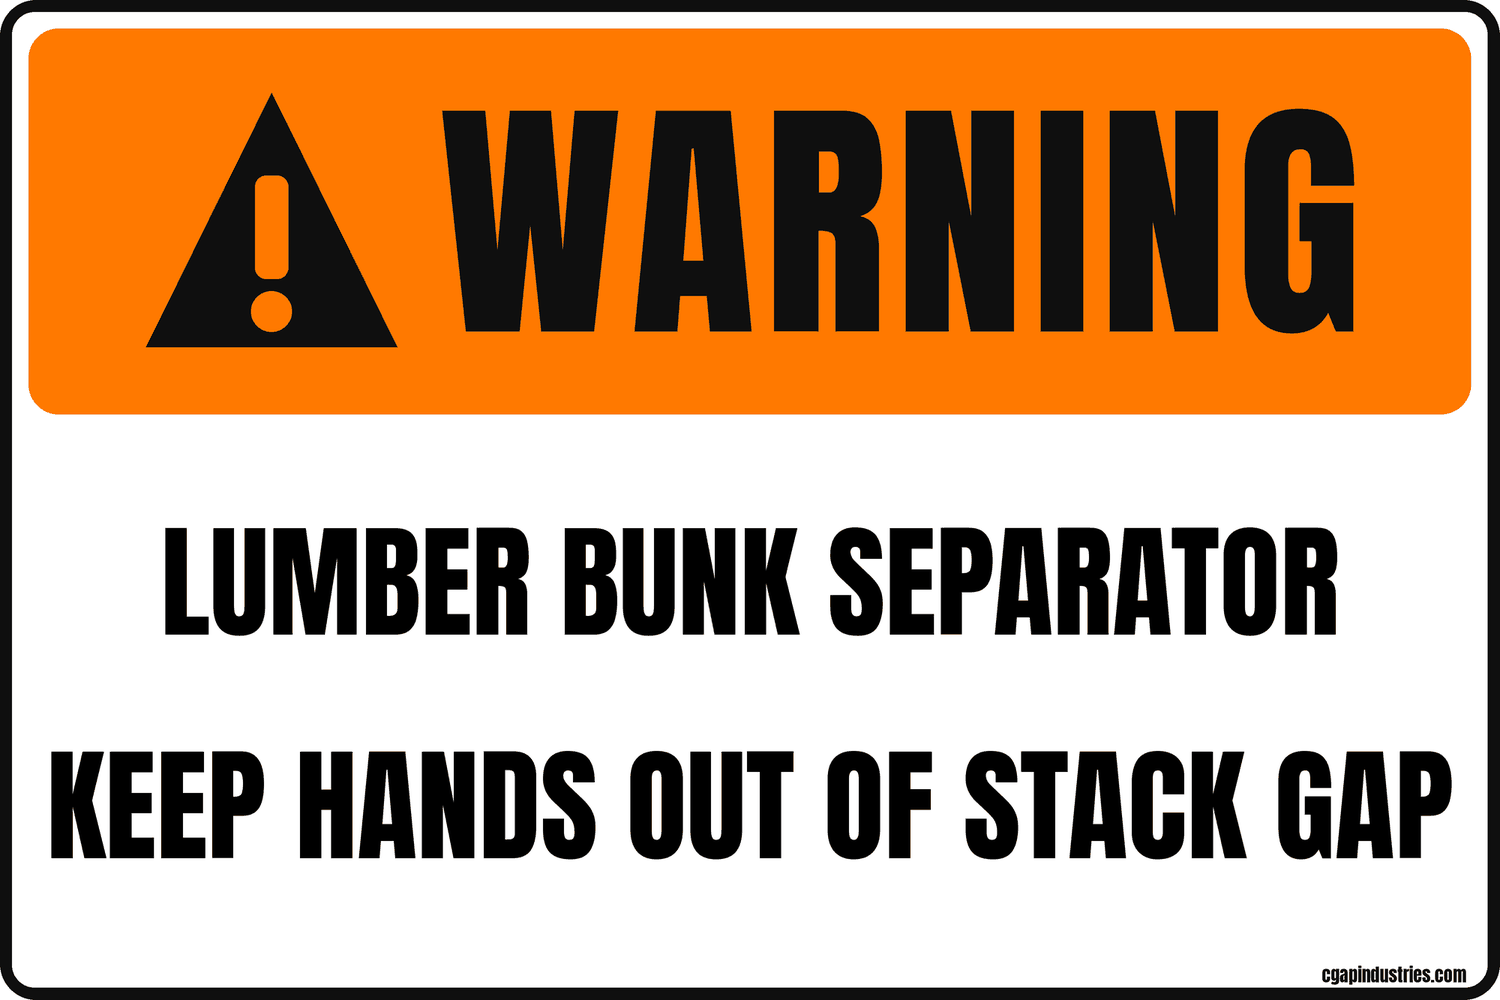 WARNING
LUMBER BUNK SEPARATOR
KEEP HANDS OUT OF STACK GAP
cgapindustries.com